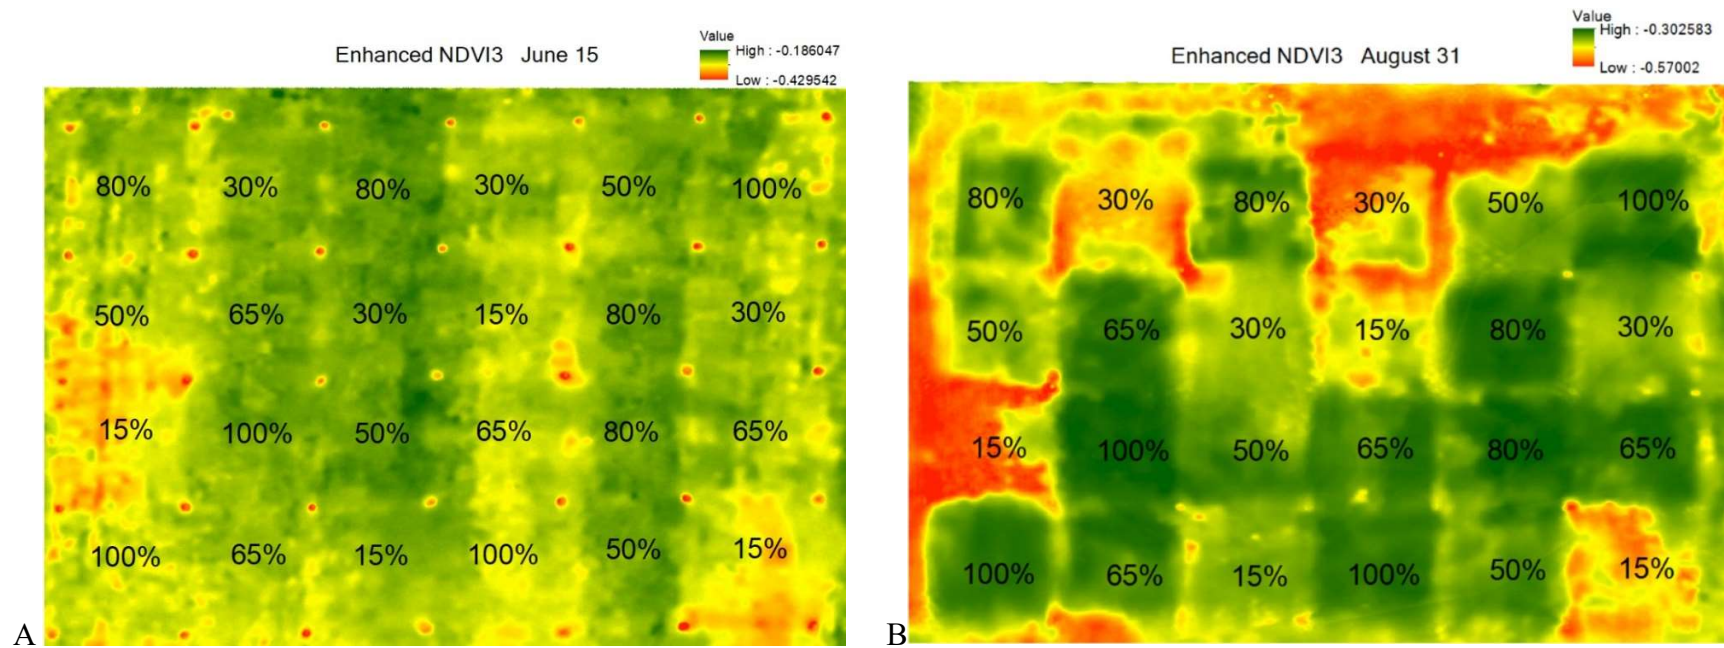 Enhanced NDVI3 June 15
Value
High : -0.186047
Low : -0.429542
80% 30% 80% 30% 50% 100%
50% 65% 30% 15% 80% 30%
15% 100% 50% 65% 80% 65%
100% 65% 15% 100% 50% 15%
A
Enhanced NDVI3 August 31
Value
High : -0.302583
Low : -0.57002
80% 30% 80% 30% 50% 100%
50% 65% 30% 15% 80% 30%
15% 100% 50% 65% 80% 65%
100% 65% 15% 100% 50% 15%
B